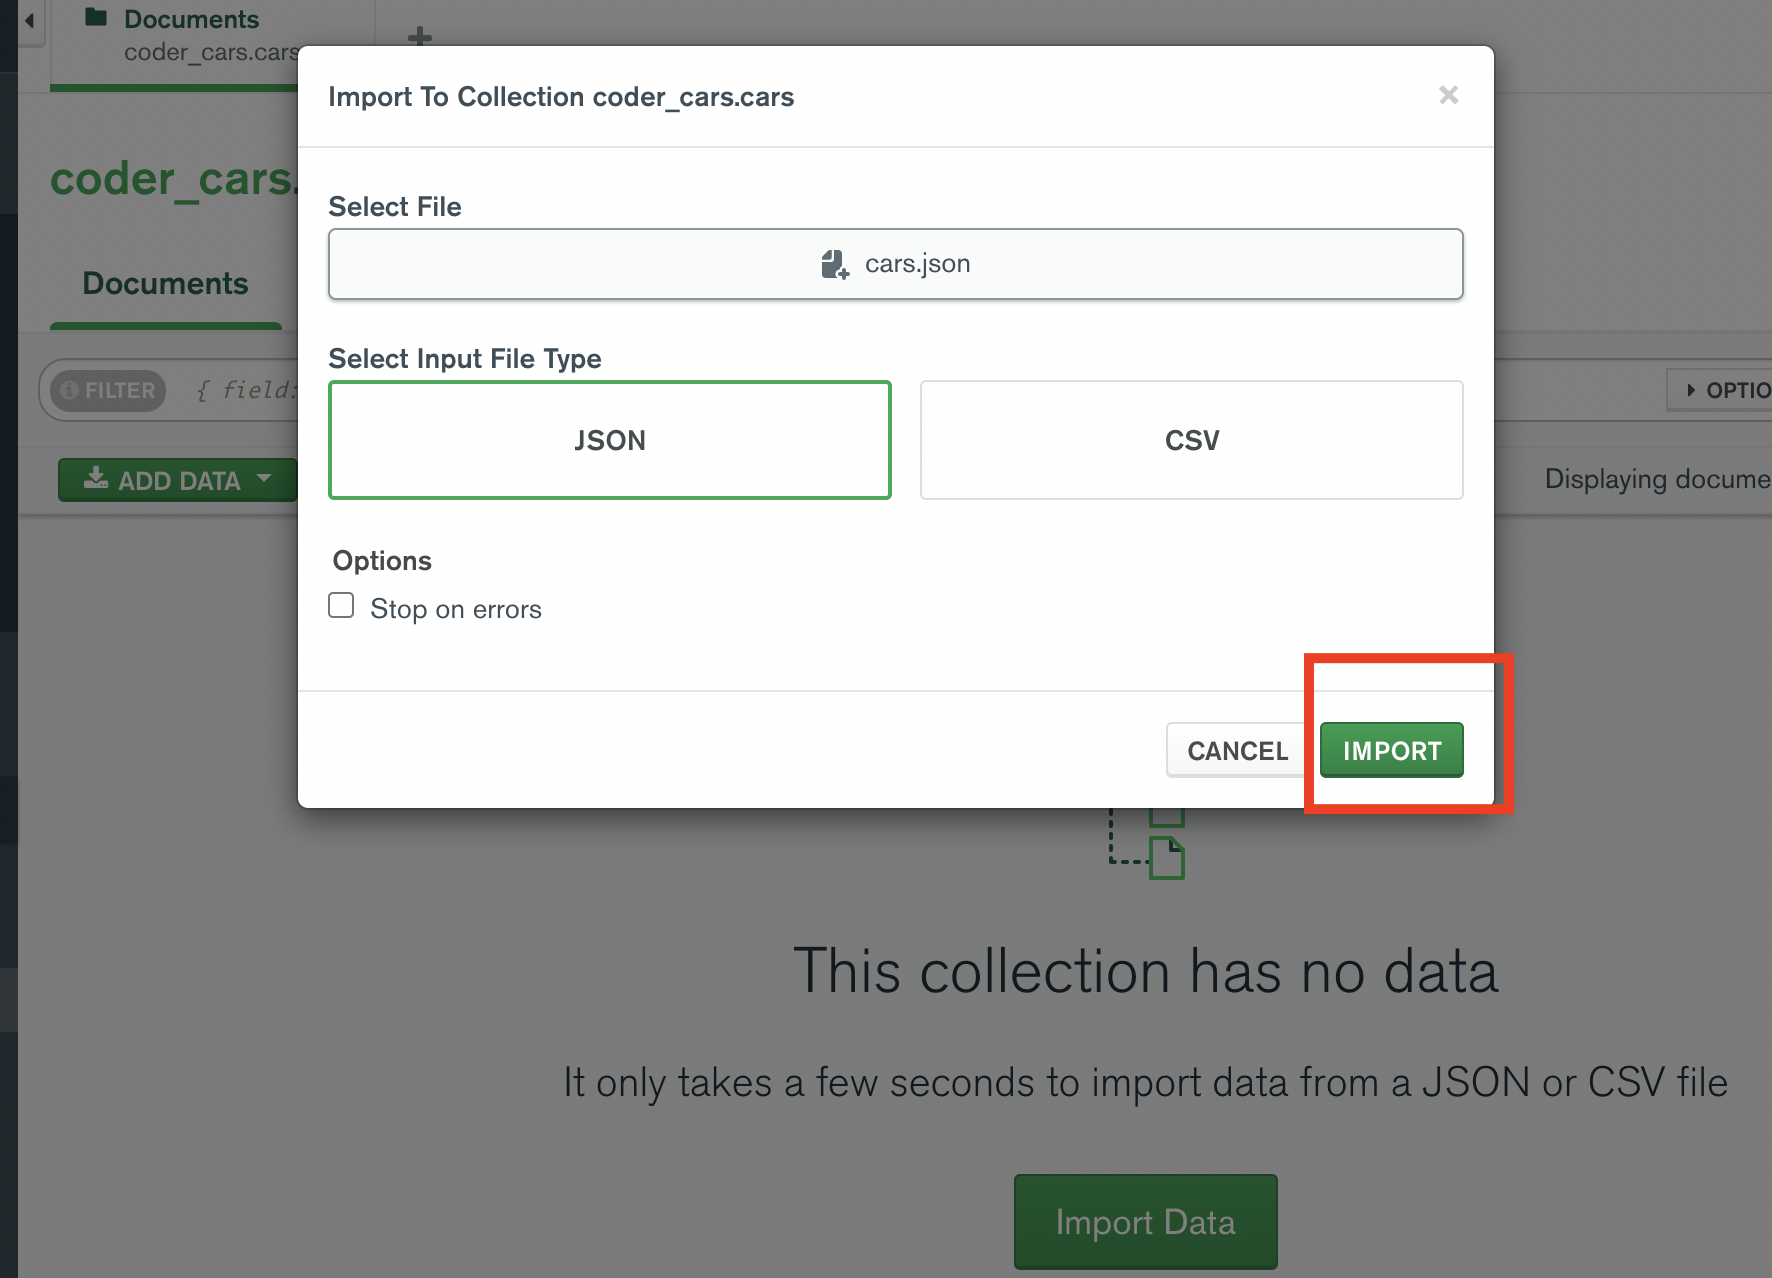 Documents
coder_cars.cars
Import To Collection coder_cars.cars
coder_cars.
Select File
cars.json
Documents
Select Input File Type
FILTER
{ field:
JSON
CSV
OPTIO
ADD DATA
Displaying docume
Options
Stop on errors
CANCEL
IMPORT
This collection has no data
It only takes a few seconds to import data from a JSON or CSV file
Import Data